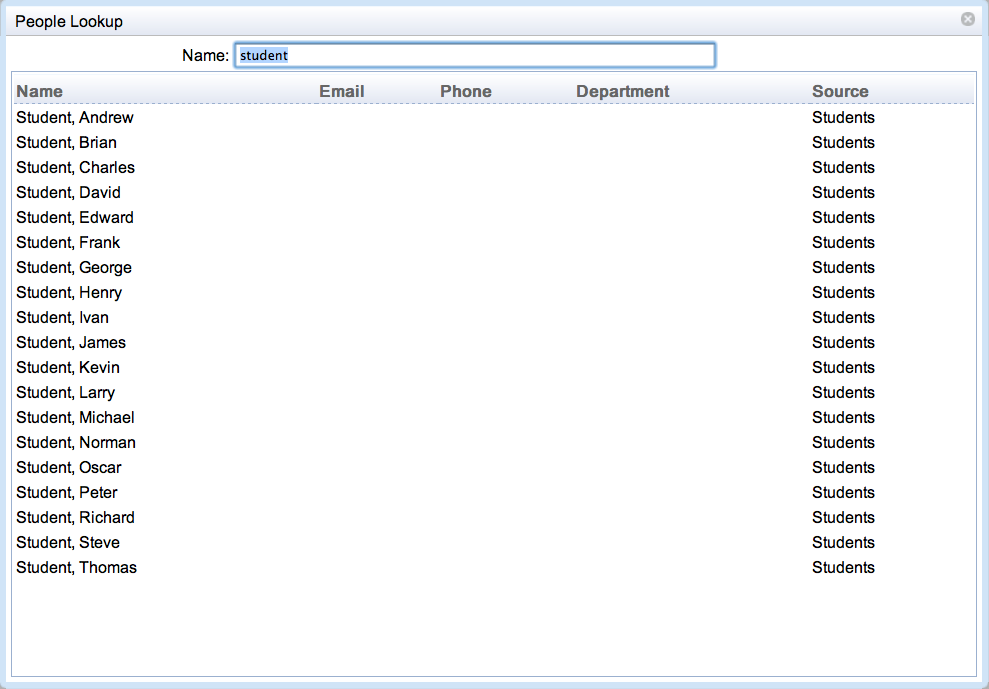 People Lookup
Name: student
Name Email Phone Department Source
Student, Andrew Students
Student, Brian Students
Student, Charles Students
Student, David Students
Student, Edward Students
Student, Frank Students
Student, George Students
Student, Henry Students
Student, Ivan Students
Student, James Students
Student, Kevin Students
Student, Larry Students
Student, Michael Students
Student, Norman Students
Student, Oscar Students
Student, Peter Students
Student, Richard Students
Student, Steve Students
Student, Thomas Students